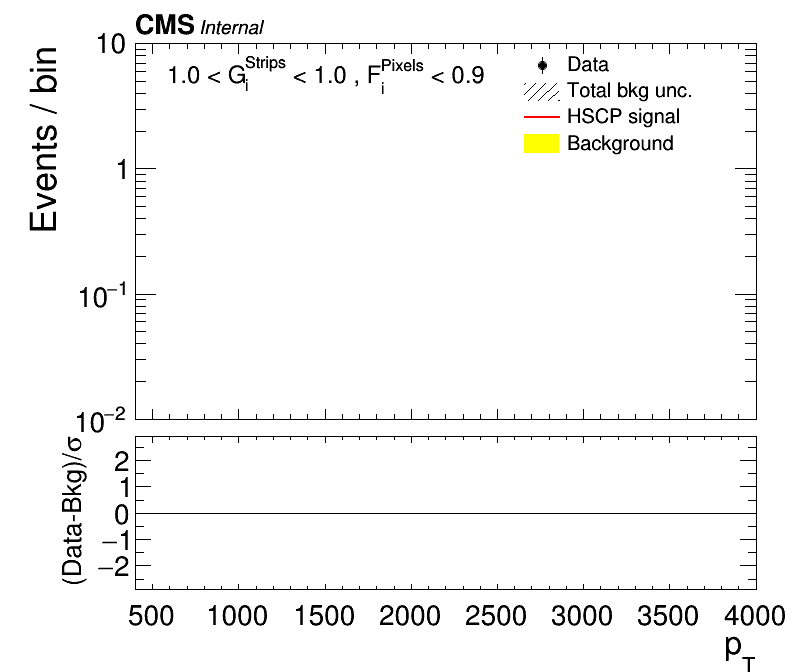 CMS Internal
10
1.0 < G_i^Strips < 1.0 , F_i^Pixels < 0.9
Data
Total bkg unc.
HSCP signal
Background
Events / bin
1
10^−1
10^−2
(Data-Bkg)/σ
2
1
0
−1
−2
500 1000 1500 2000 2500 3000 3500 4000
p_T